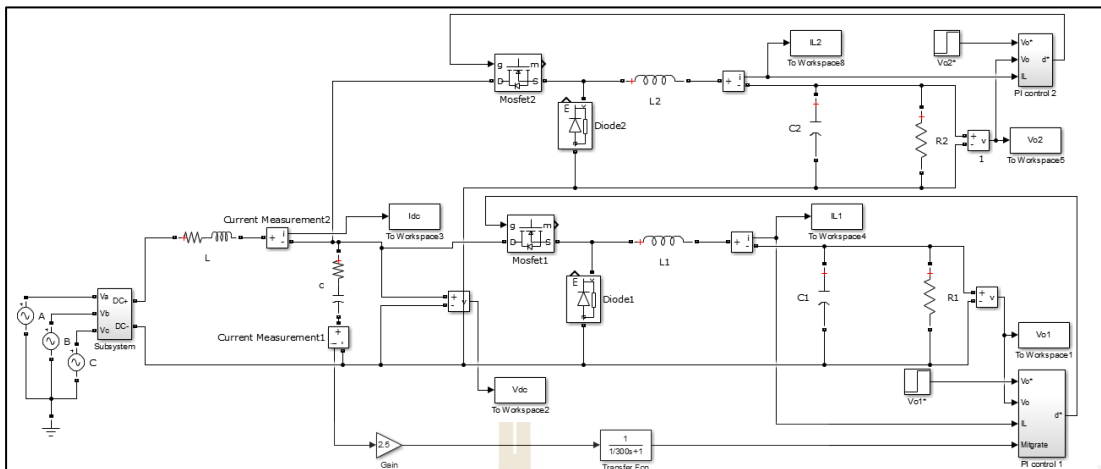 IL2
To Workspace8
Vo2*
Vo*
Vo
IL
d*
PI control 2
g
m
D
S
Mosfet2
L2
E
Diode2
C2
R2
+
-
i
+
-
v
1
Vo2
To Workspace5
Current Measurement2
Idc
To Workspace3
g
m
D
S
Mosfet1
L1
IL1
To Workspace4
+
-
i
L
+
-
i
c
+
-
v
E
Diode1
C1
R1
+
-
v
A
B
C
Va
Vb
Vc
DC+
DC-
Subsystem
Current Measurement1
+
-
Vdc
To Workspace2
Vo1
To Workspace1
Vo1*
Vo*
Vo
IL
Mitgrate
d*
PI control 1
2.5
Gain
1
1/300s+1
Transfer Fcn